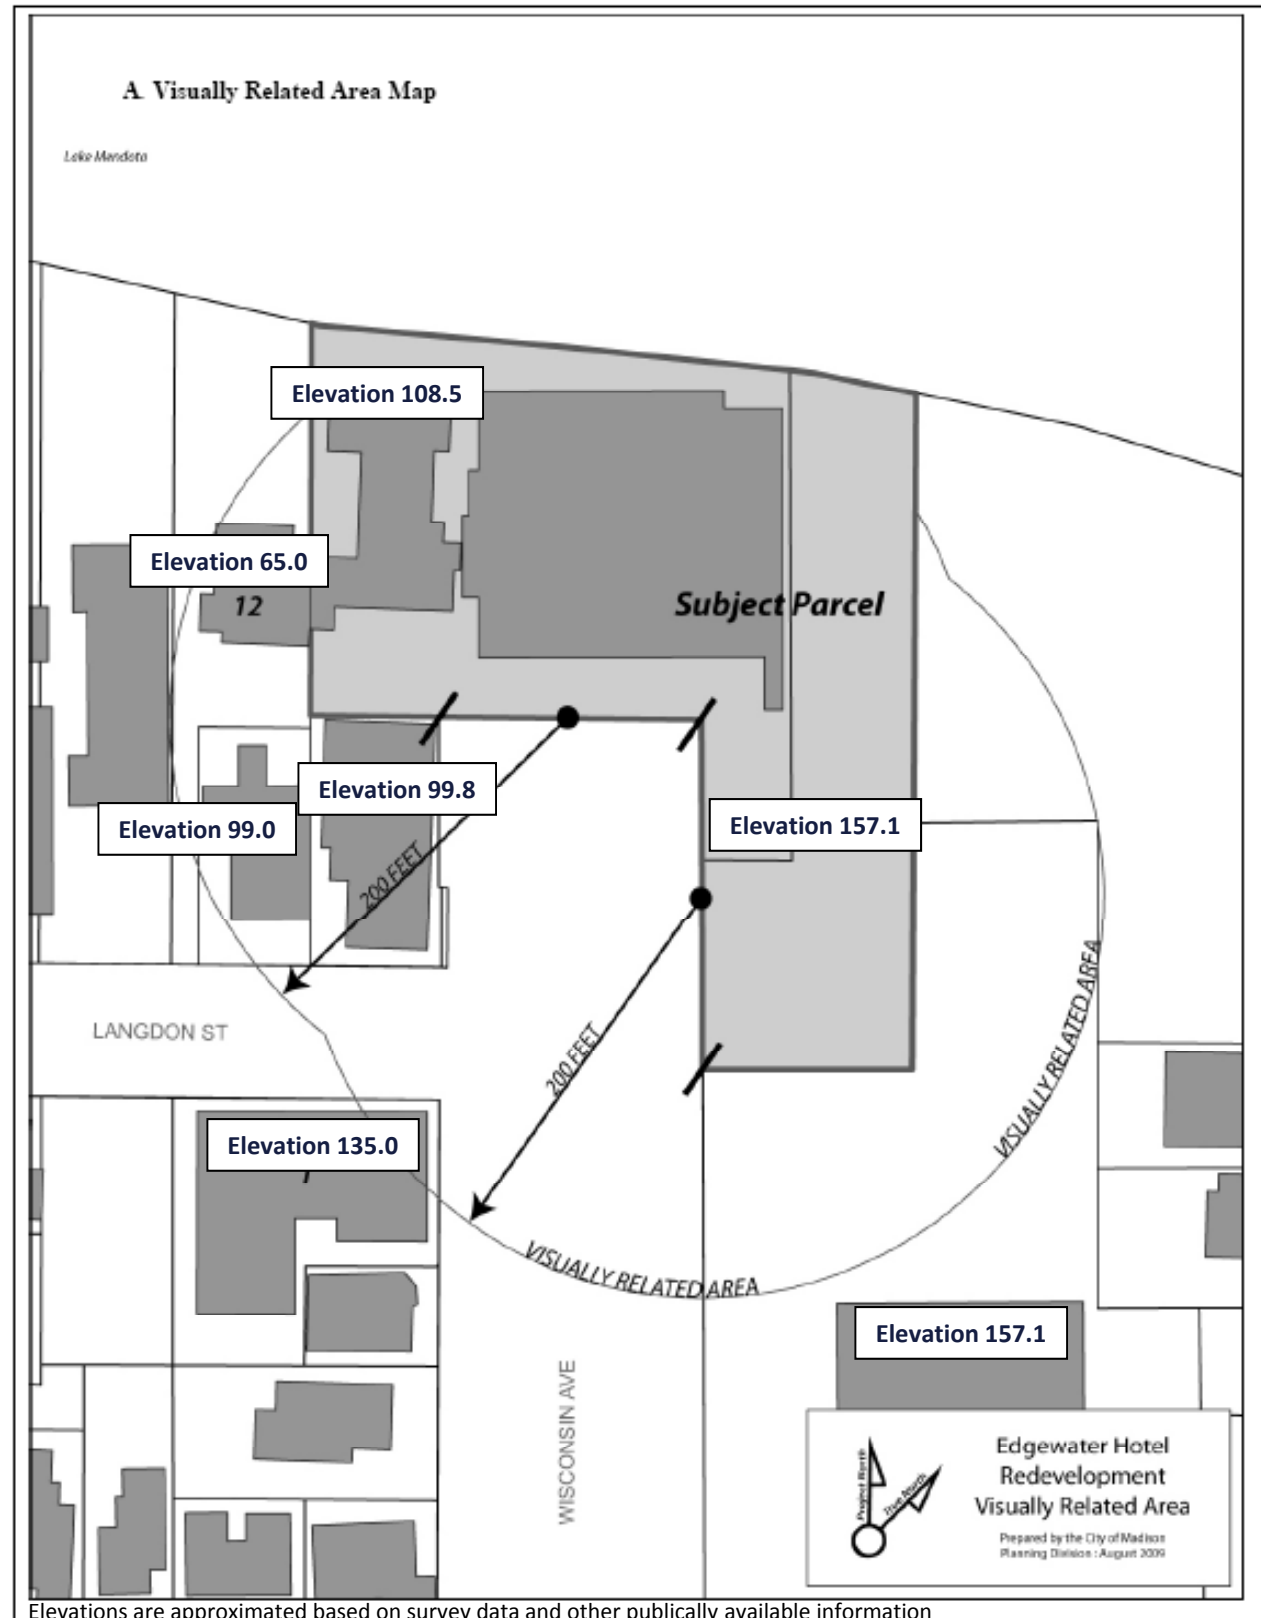 A. Visually Related Area Map
Lake Mendota
Elevation 108.5
Elevation 65.0
12
Subject Parcel
Elevation 99.8
Elevation 99.0
Elevation 157.1
200 FEET
LANGDON ST
200 FEET
VISUALLY RELATED AREA
Elevation 135.0
VISUALLY RELATED AREA
Elevation 157.1
WISCONSIN AVE
Project North
True North
Edgewater Hotel
Redevelopment
Visually Related Area
Prepared by the City of Madison
Planning Division : August 2009
Elevations are approximated based on survey data and other publically available information